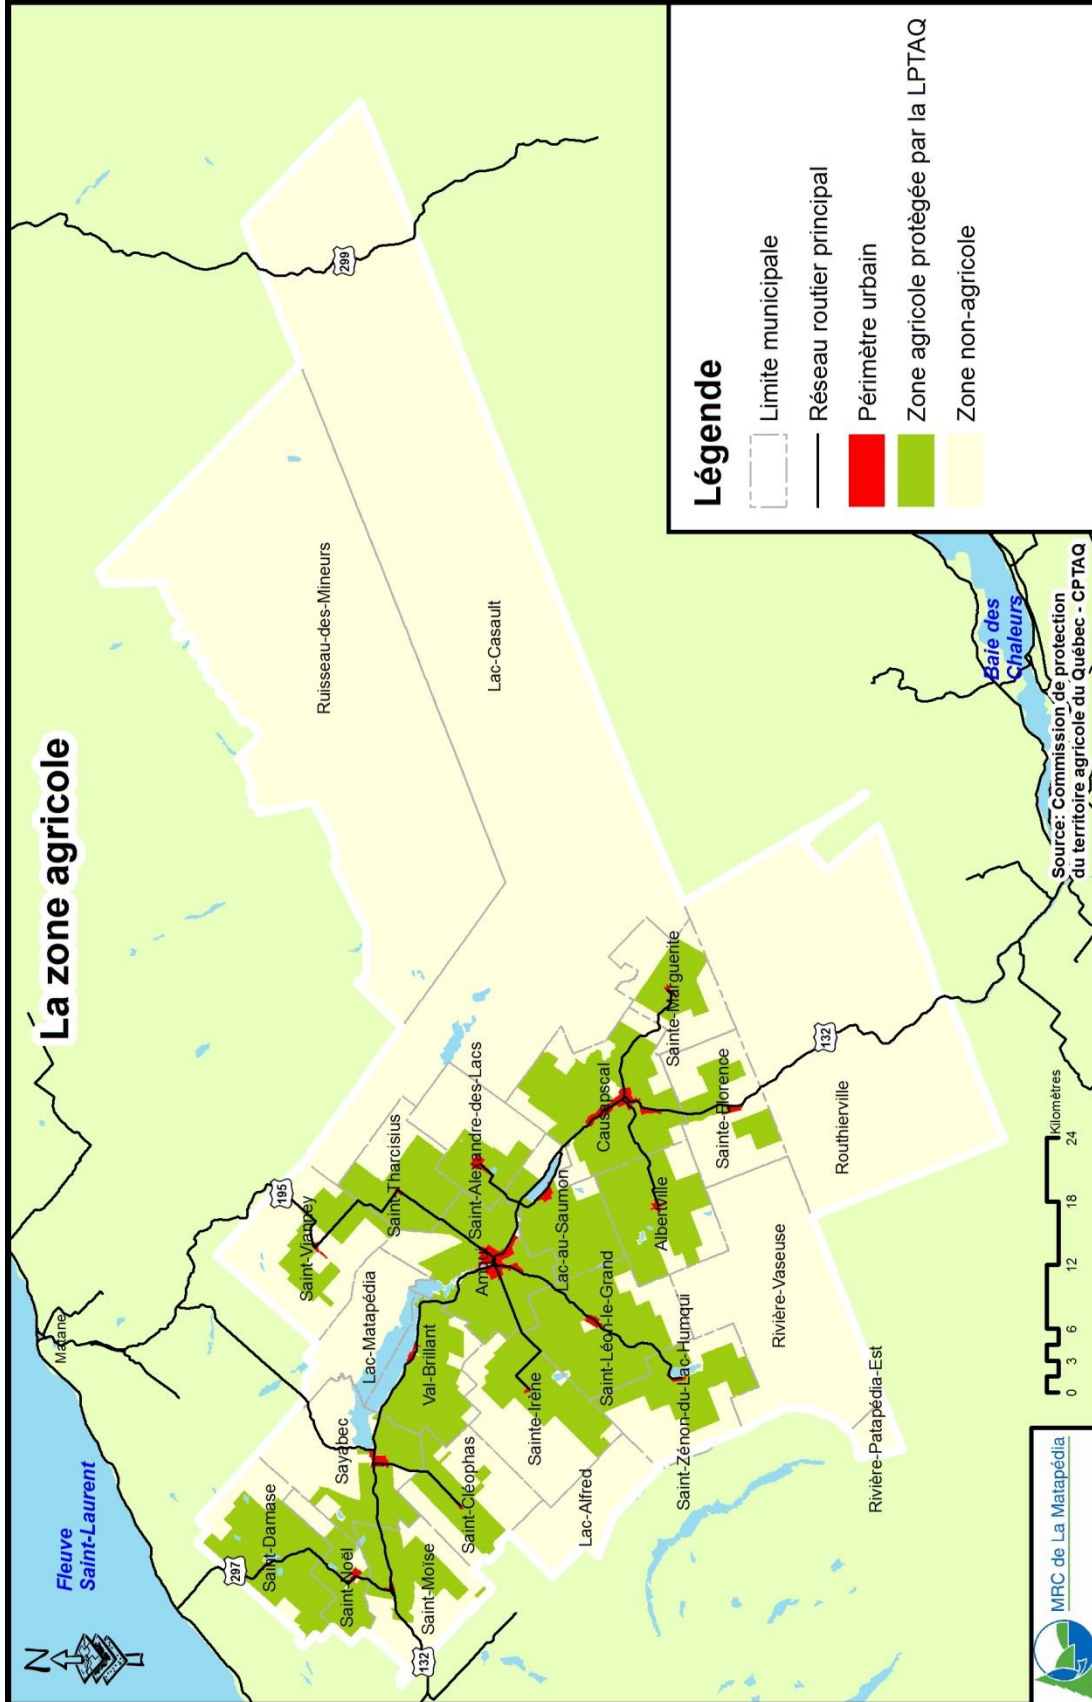 La zone agricole
N
Fleuve
Saint-Laurent
Matane
195
297
132
299
132
Saint-Damase
Saint-Noël
Saint-Moïse
Sayabec
Saint-Cléophas
Lac-Matapédia
Val-Brillant
Saint-Vianney
Saint-Tharcisius
Saint-Alexandre-des-Lacs
Amqui
Sainte-Irène
Lac-au-Saumon
Saint-Léon-le-Grand
Lac-Alfred
Saint-Zénon-du-Lac-Humqui
Albertville
Causapscal
Sainte-Marguerite
Sainte-Florence
Rivière-Vaseuse
Routhierville
Rivière-Patapédia-Est
Ruisseau-des-Mineurs
Lac-Casault
Baie des
Chaleurs
Légende
Limite municipale
Réseau routier principal
Périmètre urbain
Zone agricole protégée par la LPTAQ
Zone non-agricole
MRC de La Matapédia
0 3 6 12 18 24
Kilomètres
Source: Commission de protection
du territoire agricole du Québec - CPTAQ